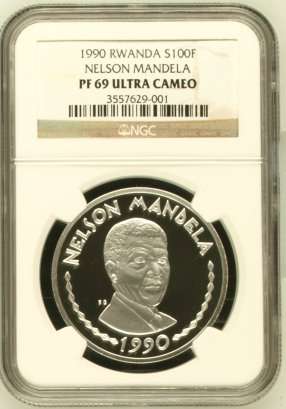 1990 RWANDA S100F
NELSON MANDELA
PF 69 ULTRA CAMEO
3557629-001
NGC
NELSON MANDELA
1990